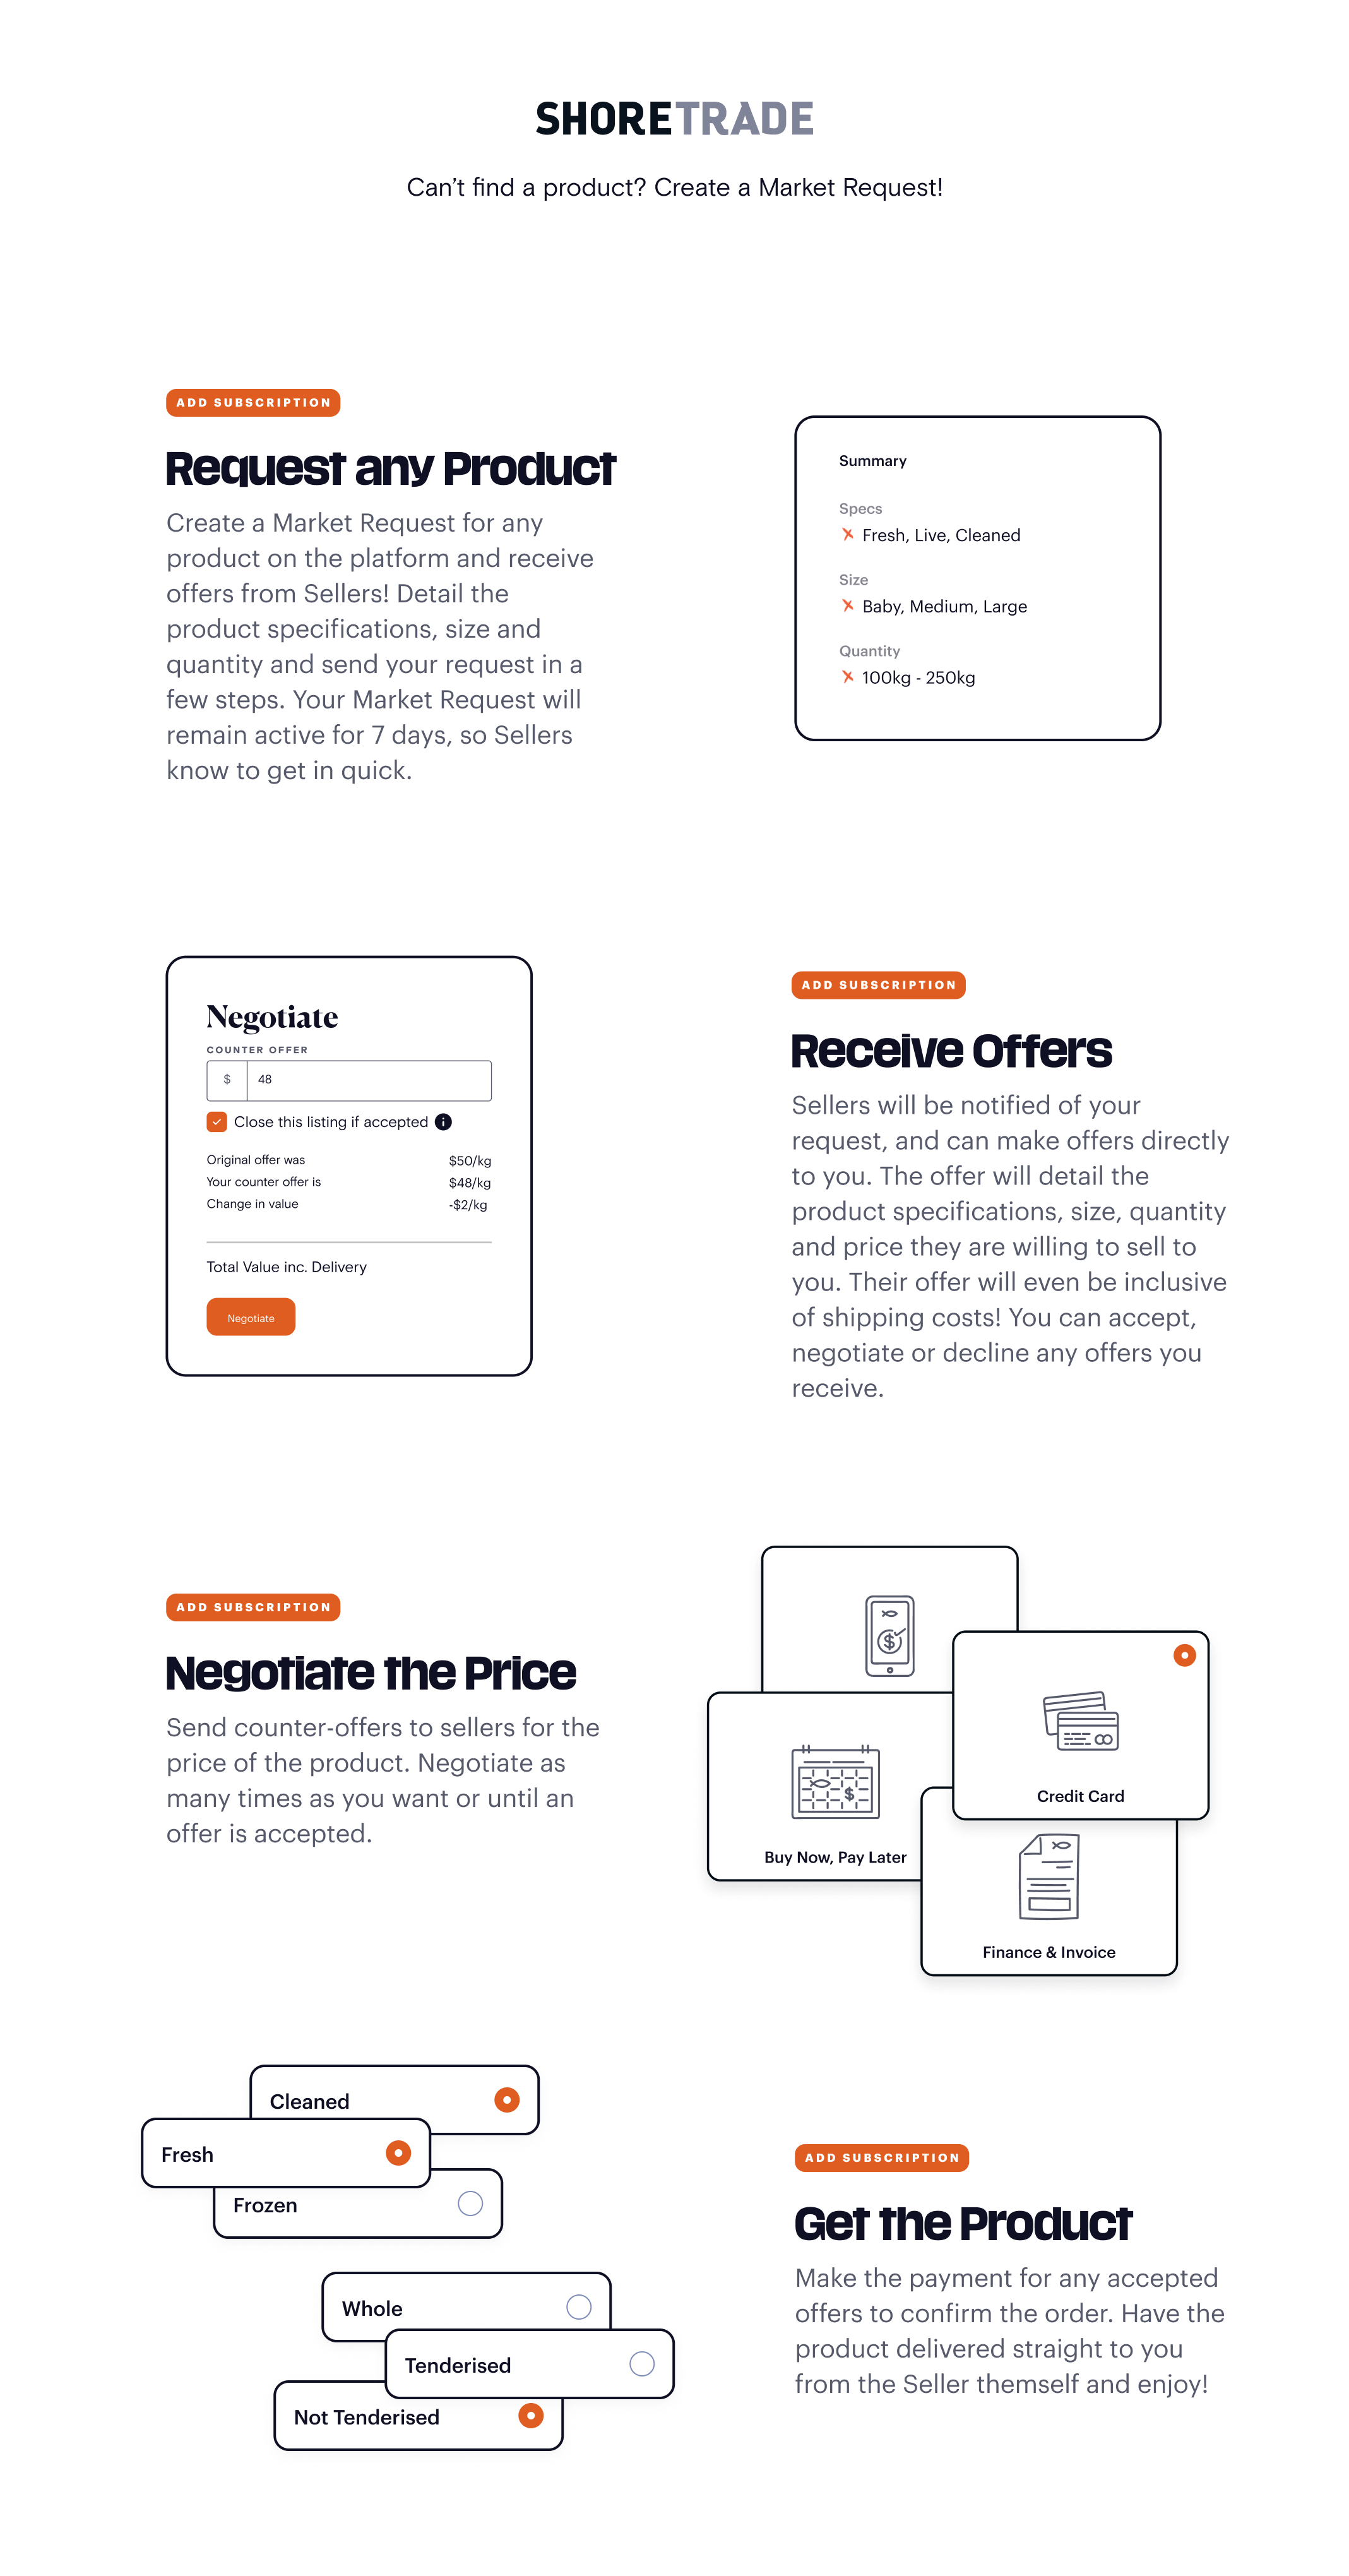 SHORETRADE
Can’t find a product? Create a Market Request!
ADD SUBSCRIPTION
Request any Product
Create a Market Request for any
product on the platform and receive
offers from Sellers! Detail the
product specifications, size and
quantity and send your request in a
few steps. Your Market Request will
remain active for 7 days, so Sellers
know to get in quick.
Summary
Specs
Fresh, Live, Cleaned
Size
Baby, Medium, Large
Quantity
100kg - 250kg
Negotiate
COUNTER OFFER
$ 48
Close this listing if accepted
Original offer was $50/kg
Your counter offer is $48/kg
Change in value -$2/kg
Total Value inc. Delivery
Negotiate
ADD SUBSCRIPTION
Receive Offers
Sellers will be notified of your
request, and can make offers directly
to you. The offer will detail the
product specifications, size, quantity
and price they are willing to sell to
you. Their offer will even be inclusive
of shipping costs! You can accept,
negotiate or decline any offers you
receive.
ADD SUBSCRIPTION
Negotiate the Price
Send counter-offers to sellers for the
price of the product. Negotiate as
many times as you want or until an
offer is accepted.
$
Credit Card
$
Buy Now, Pay Later
Finance & Invoice
Cleaned
Fresh
Frozen
Whole
Tenderised
Not Tenderised
ADD SUBSCRIPTION
Get the Product
Make the payment for any accepted
offers to confirm the order. Have the
product delivered straight to you
from the Seller themself and enjoy!